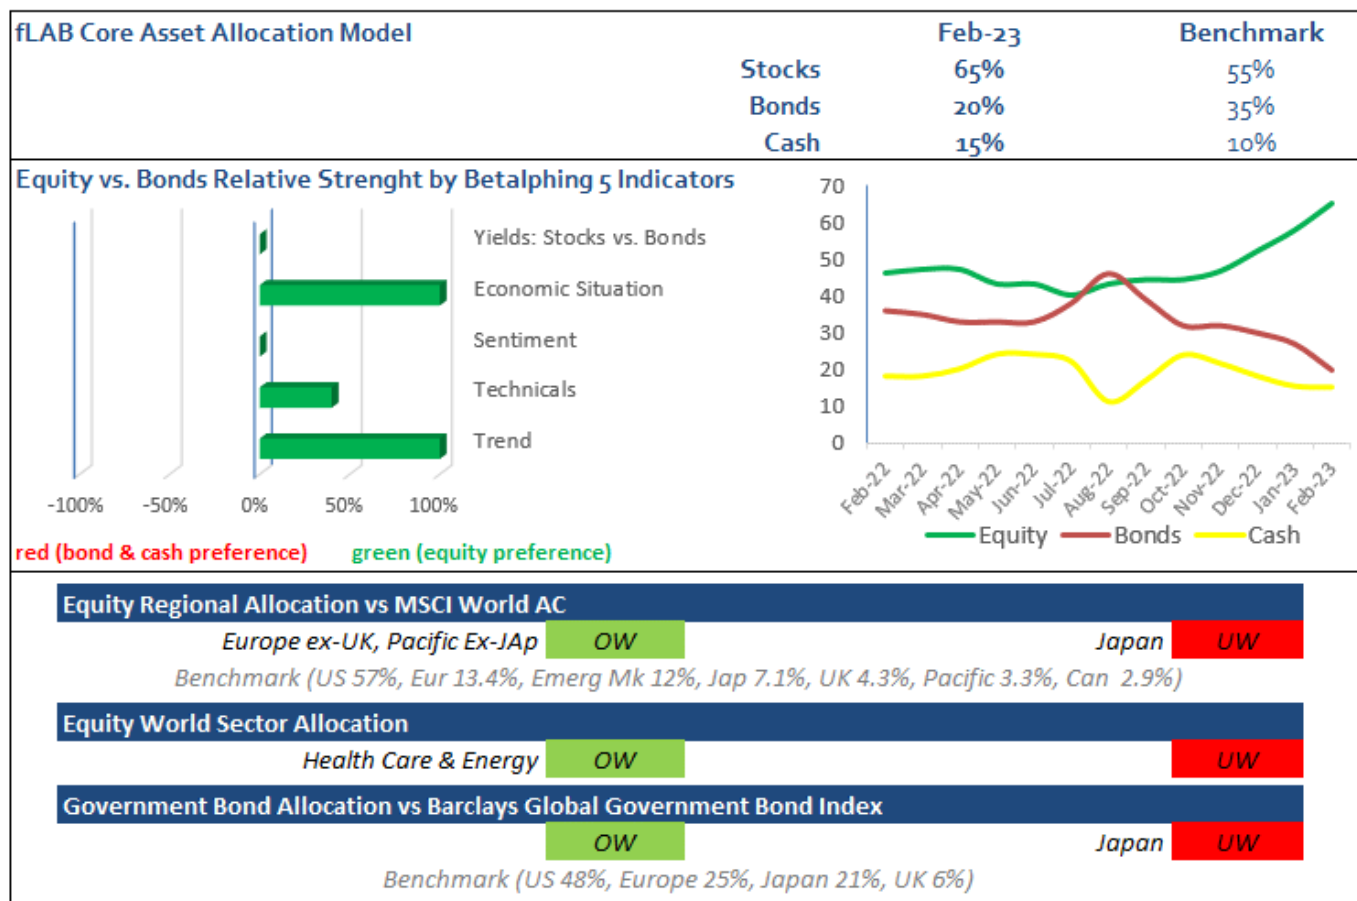 fLAB Core Asset Allocation Model Feb-23 Benchmark
Stocks 65% 55%
Bonds 20% 35%
Cash 15% 10%
Equity vs. Bonds Relative Strenght by Betalphing 5 Indicators
Yields: Stocks vs. Bonds
Economic Situation
Sentiment
Technicals
Trend
-100% -50% 0% 50% 100%
red (bond & cash preference) green (equity preference)
70
60
50
40
30
20
10
0
Feb-22 Mar-22 Apr-22 May-22 Jun-22 Jul-22 Aug-22 Sep-22 Oct-22 Nov-22 Dec-22 Jan-23 Feb-23
Equity Bonds Cash
Equity Regional Allocation vs MSCI World AC
Europe ex-UK, Pacific Ex-JAp OW Japan UW
Benchmark (US 57%, Eur 13.4%, Emerg Mk 12%, Jap 7.1%, UK 4.3%, Pacific 3.3%, Can 2.9%)
Equity World Sector Allocation
Health Care & Energy OW UW
Government Bond Allocation vs Barclays Global Government Bond Index
OW Japan UW
Benchmark (US 48%, Europe 25%, Japan 21%, UK 6%)